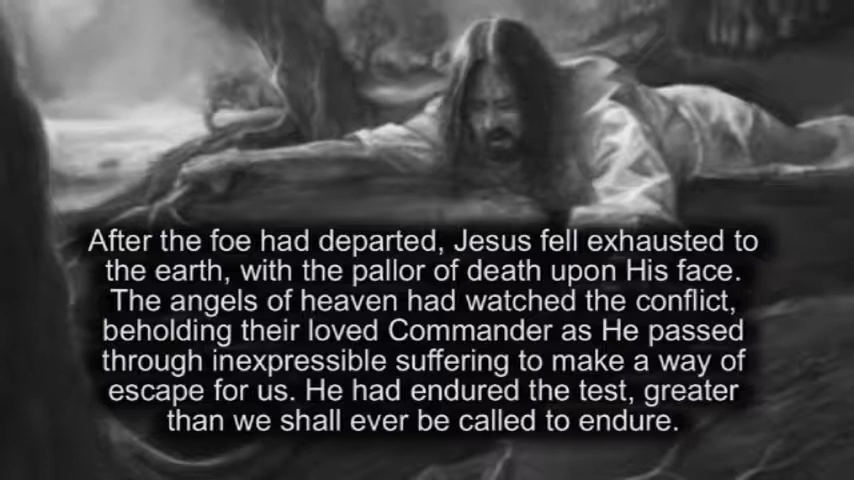 After the foe had departed, Jesus fell exhausted to
the earth, with the pallor of death upon His face.
The angels of heaven had watched the conflict,
beholding their loved Commander as He passed
through inexpressible suffering to make a way of
escape for us. He had endured the test, greater
than we shall ever be called to endure.